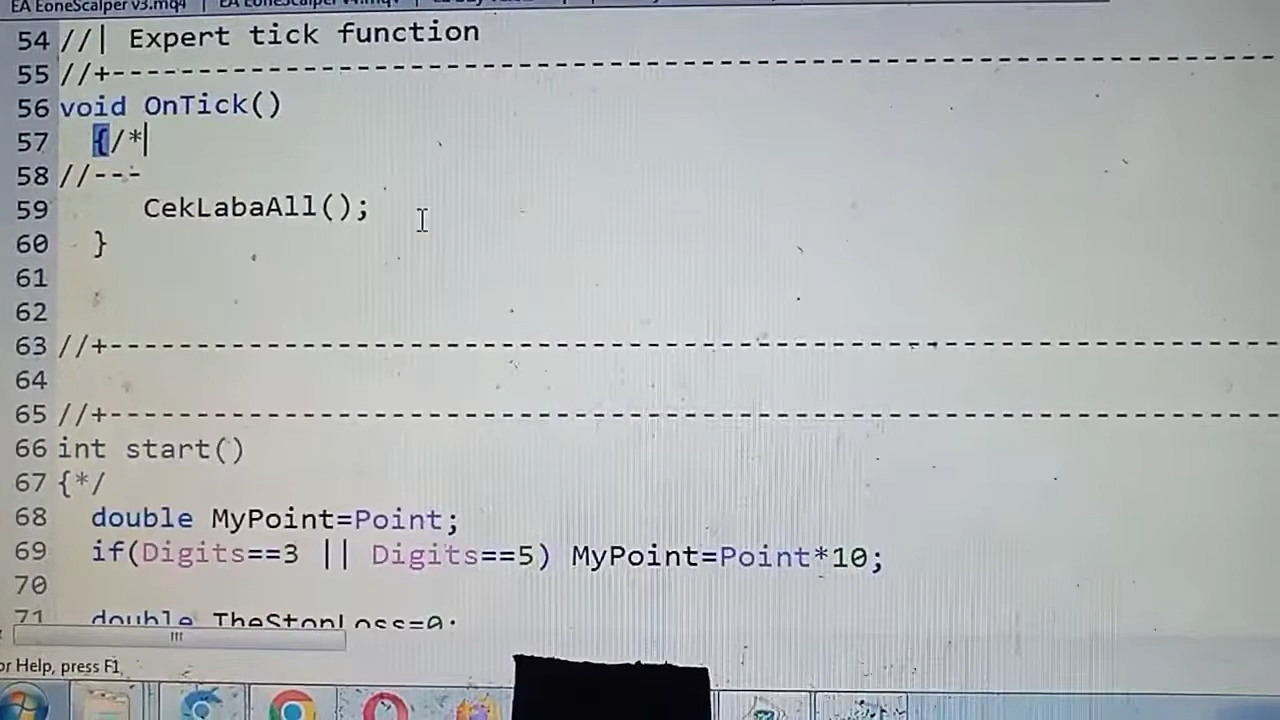 EA EoneScalper v3.mq4
54 //| Expert tick function
55 //+---------------------------------------------------------------------
56 void OnTick()
57 {/*
58 //---
59 CekLabaAll();
60 }
61
62
63 //+---------------------------------------------------------------------
64
65 //+---------------------------------------------------------------------
66 int start()
67 {*/
68 double MyPoint=Point;
69 if(Digits==3 || Digits==5) MyPoint=Point*10;
70
71 double TheStopLoss=0;
or Help, press F1